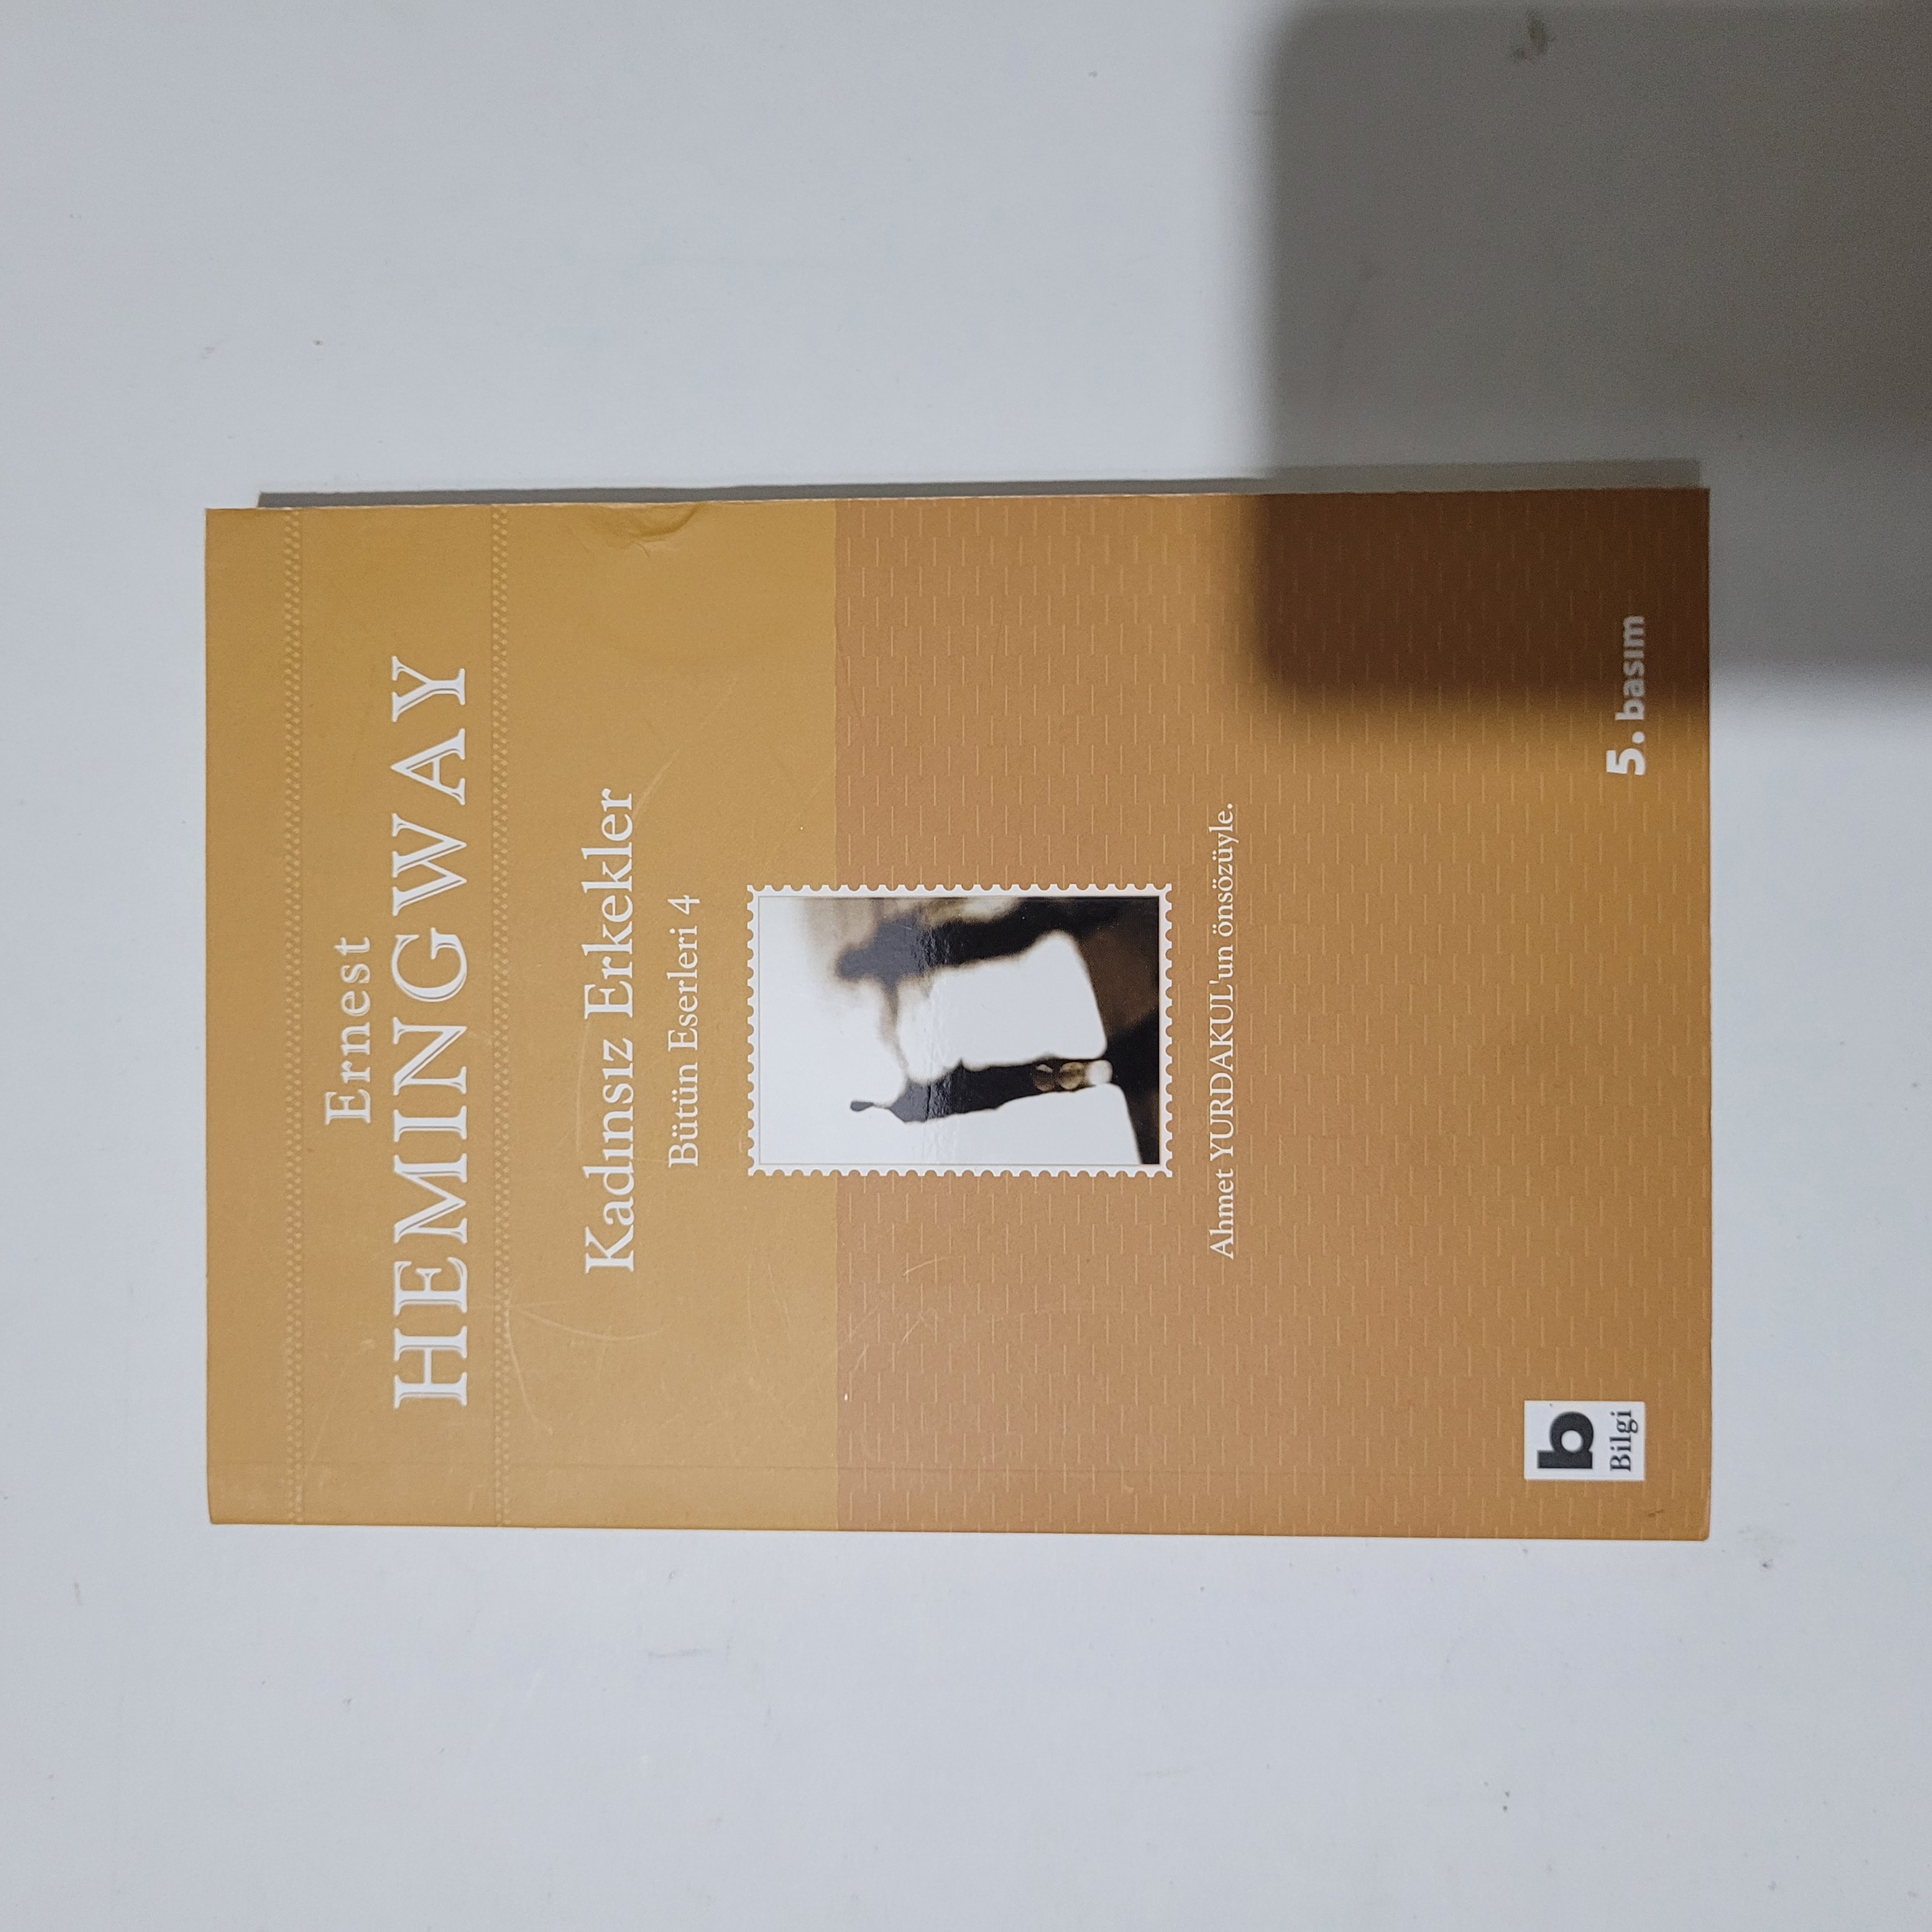 Ernest
HEMINGWAY
Kadınsız Erkekler
Bütün Eserleri 4
Ahmet YURDAKUL'un önsözüyle.
b
Bilgi
5. basım